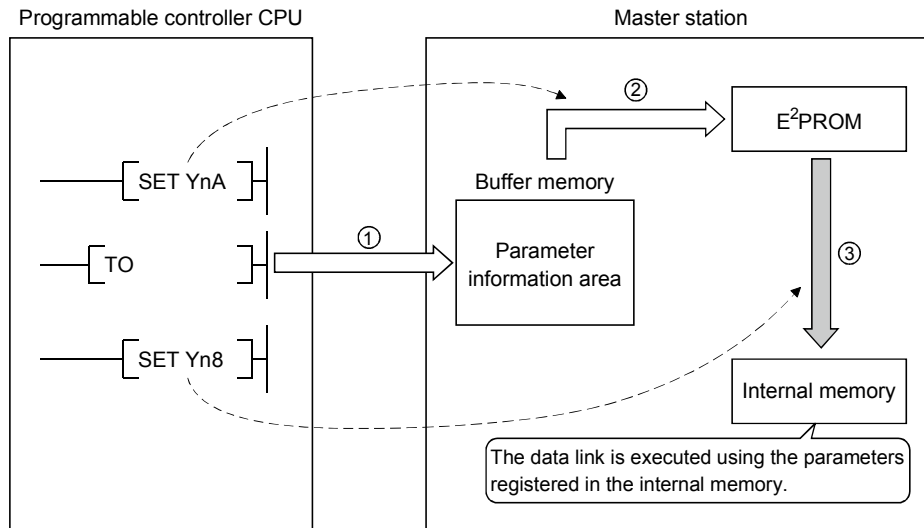 Programmable controller CPU
Master station
②
E²PROM
SET YnA
Buffer memory
①
TO
Parameter
information area
③
SET Yn8
Internal memory
The data link is executed using the parameters
registered in the internal memory.